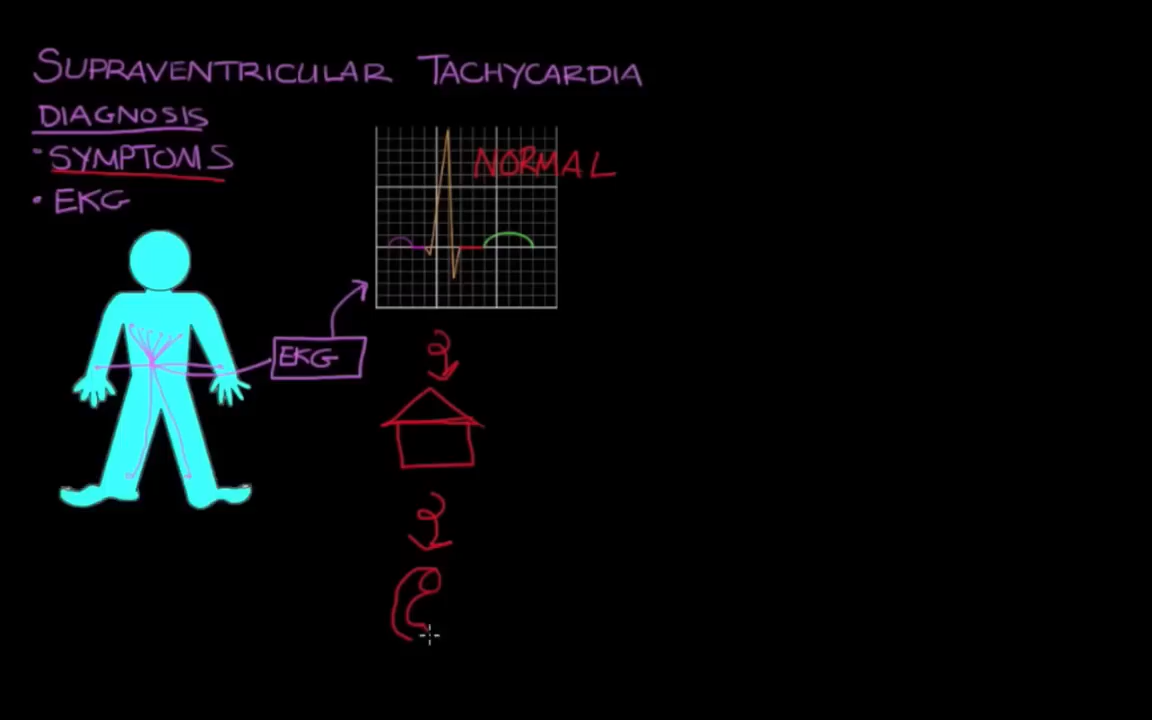 SUPRAVENTRICULAR TACHYCARDIA
DIAGNOSIS
• SYMPTOMS
• EKG
NORMAL
EKG